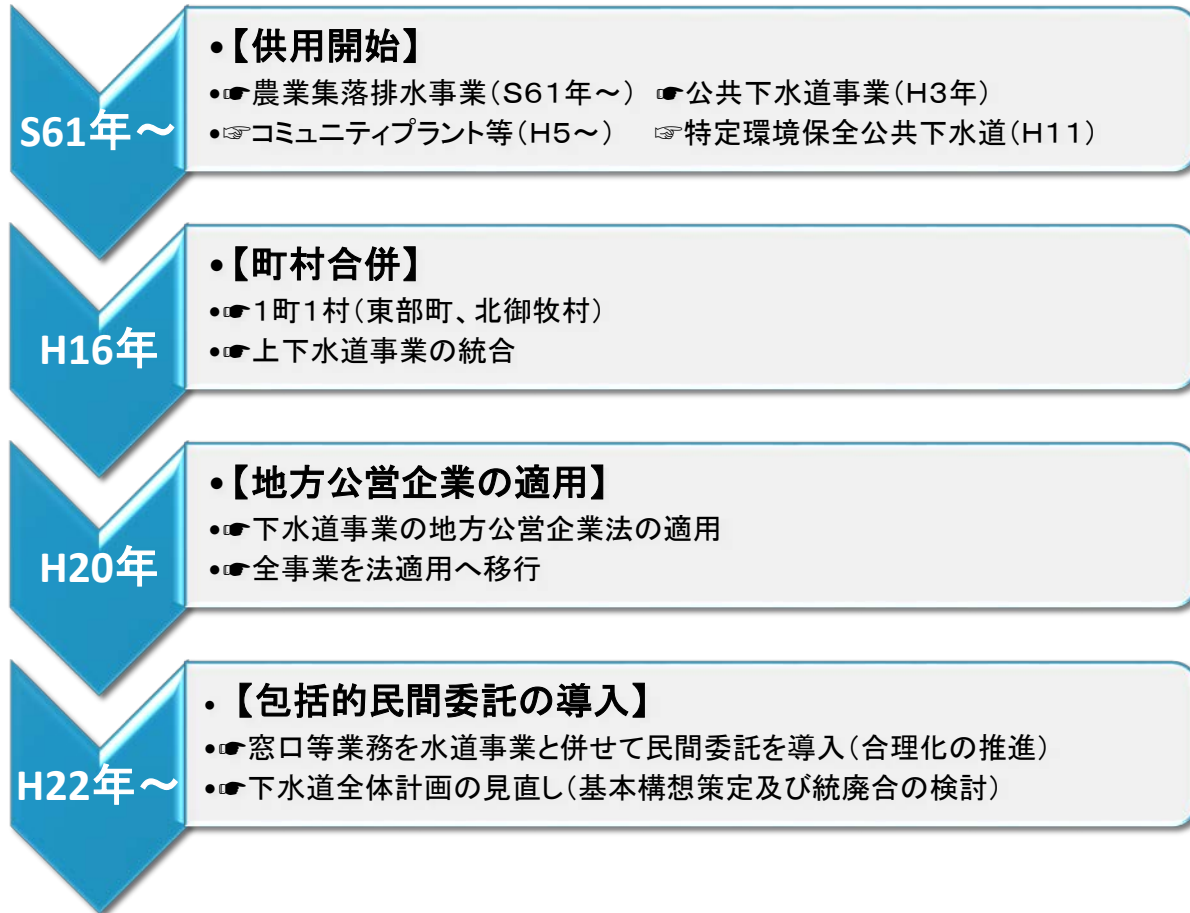 S61年～
•【供用開始】
•☛農業集落排水事業（S61年～）　☛公共下水道事業（H3年）
•☞コミュニティプラント等（H5～）　☞特定環境保全公共下水道（H11）
H16年
•【町村合併】
•☛1町1村（東部町、北御牧村）
•☛上下水道事業の統合
H20年
•【地方公営企業の適用】
•☛下水道事業の地方公営企業法の適用
•☛全事業を法適用へ移行
H22年～
•【包括的民間委託の導入】
•☛窓口等業務を水道事業と併せて民間委託を導入（合理化の推進）
•☛下水道全体計画の見直し（基本構想策定及び統廃合の検討）